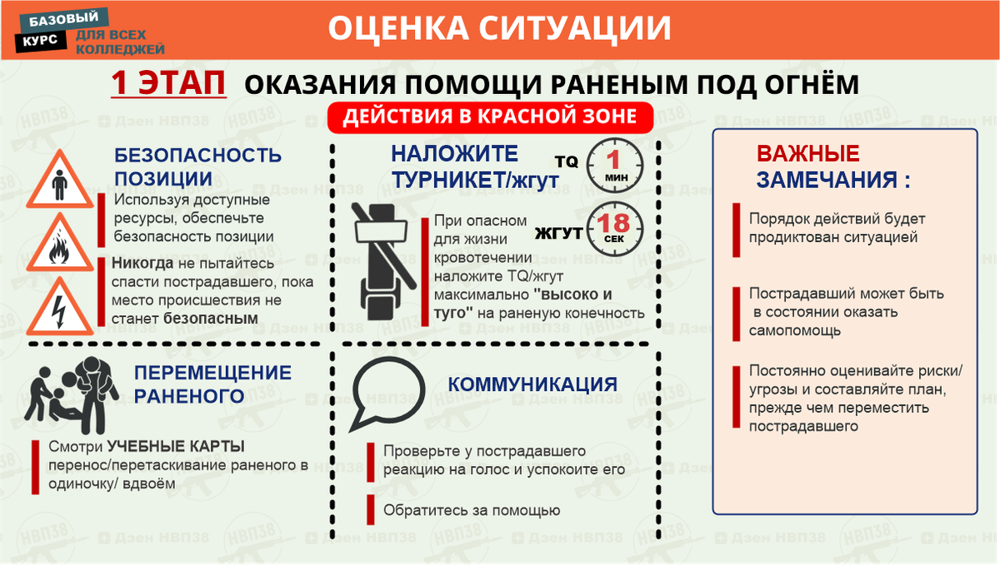 БАЗОВЫЙ
КУРС
ДЛЯ ВСЕХ
КОЛЛЕДЖЕЙ
ОЦЕНКА СИТУАЦИИ
1 ЭТАП ОКАЗАНИЯ ПОМОЩИ РАНЕНЫМ ПОД ОГНЁМ
ДЕЙСТВИЯ В КРАСНОЙ ЗОНЕ
БЕЗОПАСНОСТЬ
ПОЗИЦИИ
Используя доступные
ресурсы, обеспечьте
безопасность позиции
Никогда не пытайтесь
спасти пострадавшего, пока
место происшествия не
станет безопасным
НАЛОЖИТЕ
ТУРНИКЕТ/жгут
TQ
1
МИН
ЖГУТ
18
СЕК
При опасном
для жизни
кровотечении
наложите TQ/жгут
максимально "высоко и
туго" на раненую конечность
ПЕРЕМЕЩЕНИЕ
РАНЕНОГО
Смотри УЧЕБНЫЕ КАРТЫ
перенос/перетаскивание раненого в
одиночку/ вдвоём
КОММУНИКАЦИЯ
Проверьте у пострадавшего
реакцию на голос и успокоите его
Обратитесь за помощью
ВАЖНЫЕ
ЗАМЕЧАНИЯ :
Порядок действий будет
продиктован ситуацией
Пострадавший может быть
в состоянии оказать
самопомощь
Постоянно оценивайте риски/
угрозы и составляйте план,
прежде чем переместить
пострадавшего
НВП38
Дзен НВП38